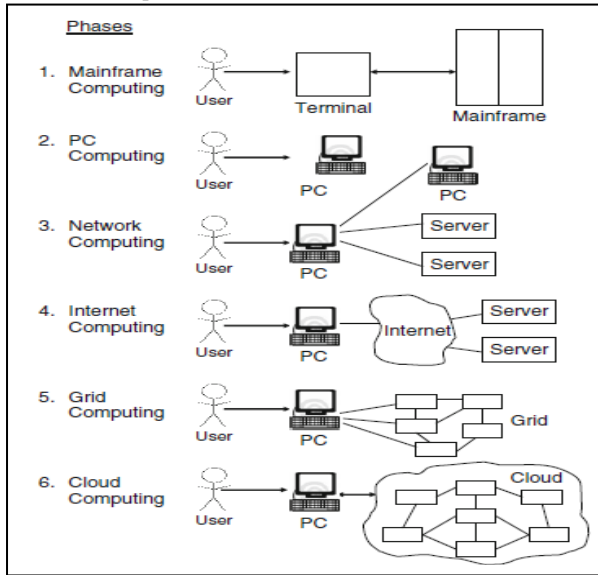 Phases
1. Mainframe
Computing
User
Terminal
Mainframe
2. PC
Computing
User
PC
PC
3. Network
Computing
User
PC
Server
Server
4. Internet
Computing
User
PC
Internet
Server
Server
5. Grid
Computing
User
PC
Grid
6. Cloud
Computing
User
PC
Cloud